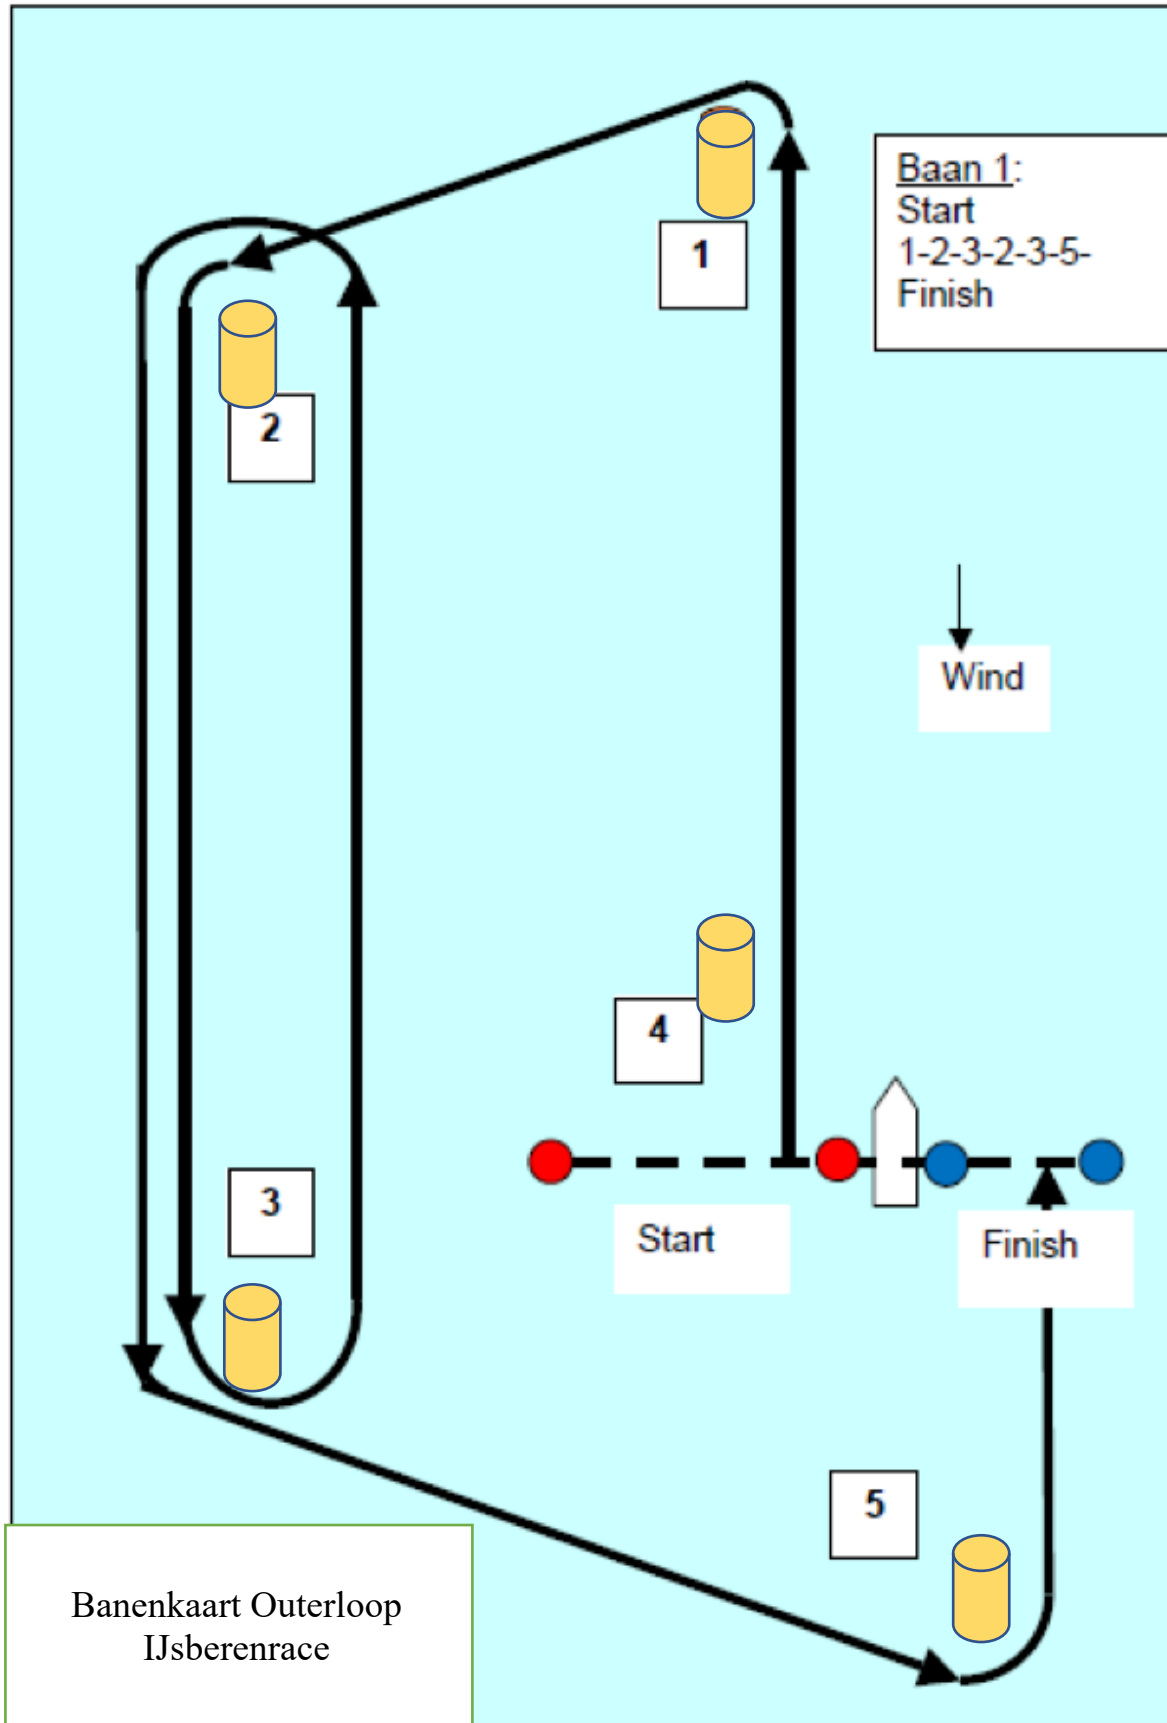 1
Baan 1:
Start
1-2-3-2-3-5-
Finish
2
Wind
4
3
Start
Finish
5
Banenkaart Outerloop
IJsberenrace